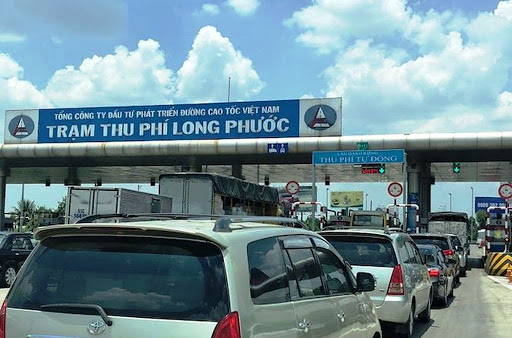 TỔNG CÔNG TY ĐẦU TƯ PHÁT TRIỂN ĐƯỜNG CAO TỐC VIỆT NAM
TRẠM THU PHÍ LONG PHƯỚC
THU PHÍ TỰ ĐỘNG